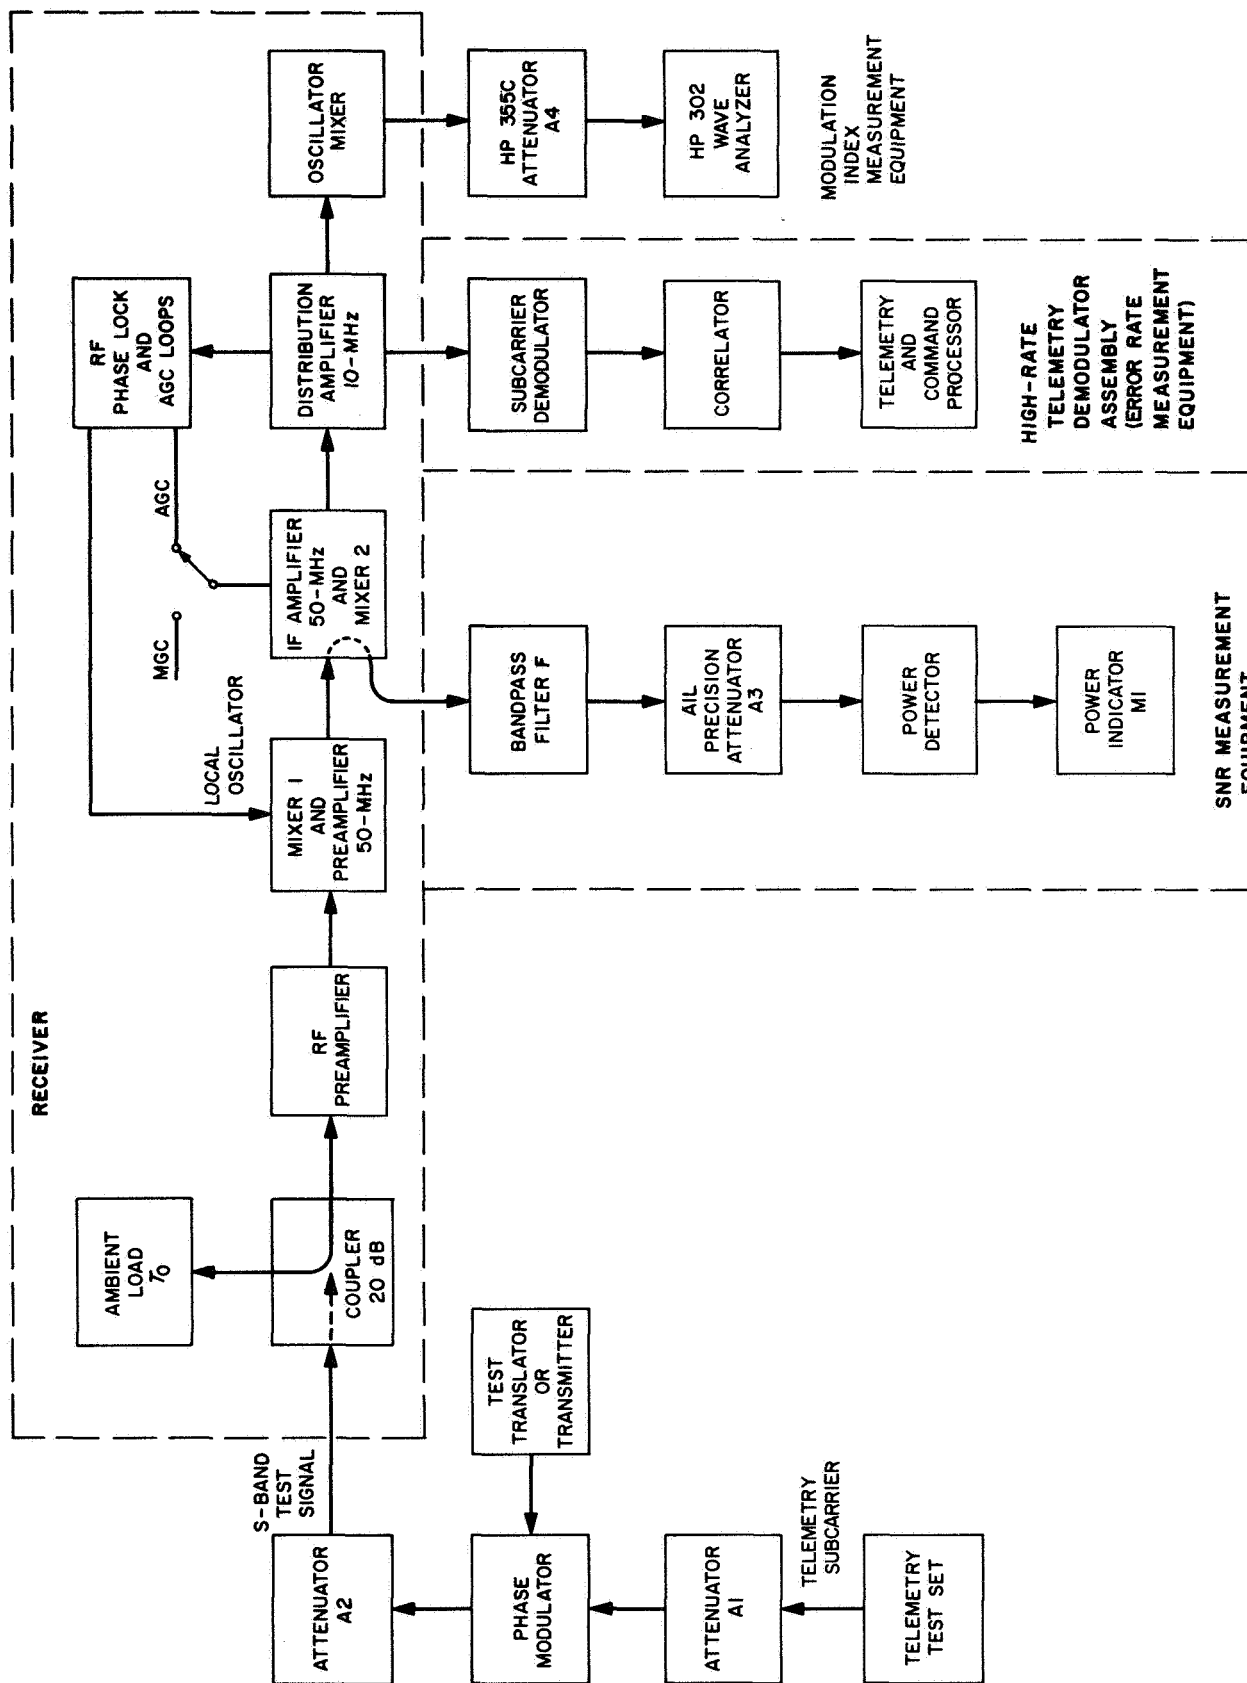 RECEIVER
AMBIENT
LOAD
T0
COUPLER
20 dB
RF
PREAMPLIFIER
MIXER 1
AND
PREAMPLIFIER
50-MHz
LOCAL
OSCILLATOR
MGC
AGC
IF AMPLIFIER
50-MHz
AND
MIXER 2
RF
PHASE LOCK
AND
AGC LOOPS
DISTRIBUTION
AMPLIFIER
10-MHz
OSCILLATOR
MIXER
S-BAND
TEST
SIGNAL
ATTENUATOR
A2
PHASE
MODULATOR
TEST
TRANSLATOR
OR
TRANSMITTER
ATTENUATOR
A1
TELEMETRY
SUBCARRIER
TELEMETRY
TEST SET
BANDPASS
FILTER F
AIL
PRECISION
ATTENUATOR
A3
POWER
DETECTOR
POWER
INDICATOR
M1
SNR MEASUREMENT
EQUIPMENT
SUBCARRIER
DEMODULATOR
CORRELATOR
TELEMETRY
AND
COMMAND
PROCESSOR
HIGH-RATE
TELEMETRY
DEMODULATOR
ASSEMBLY
(ERROR RATE
MEASUREMENT
EQUIPMENT)
HP 355C
ATTENUATOR
A4
HP 302
WAVE
ANALYZER
MODULATION
INDEX
MEASUREMENT
EQUIPMENT